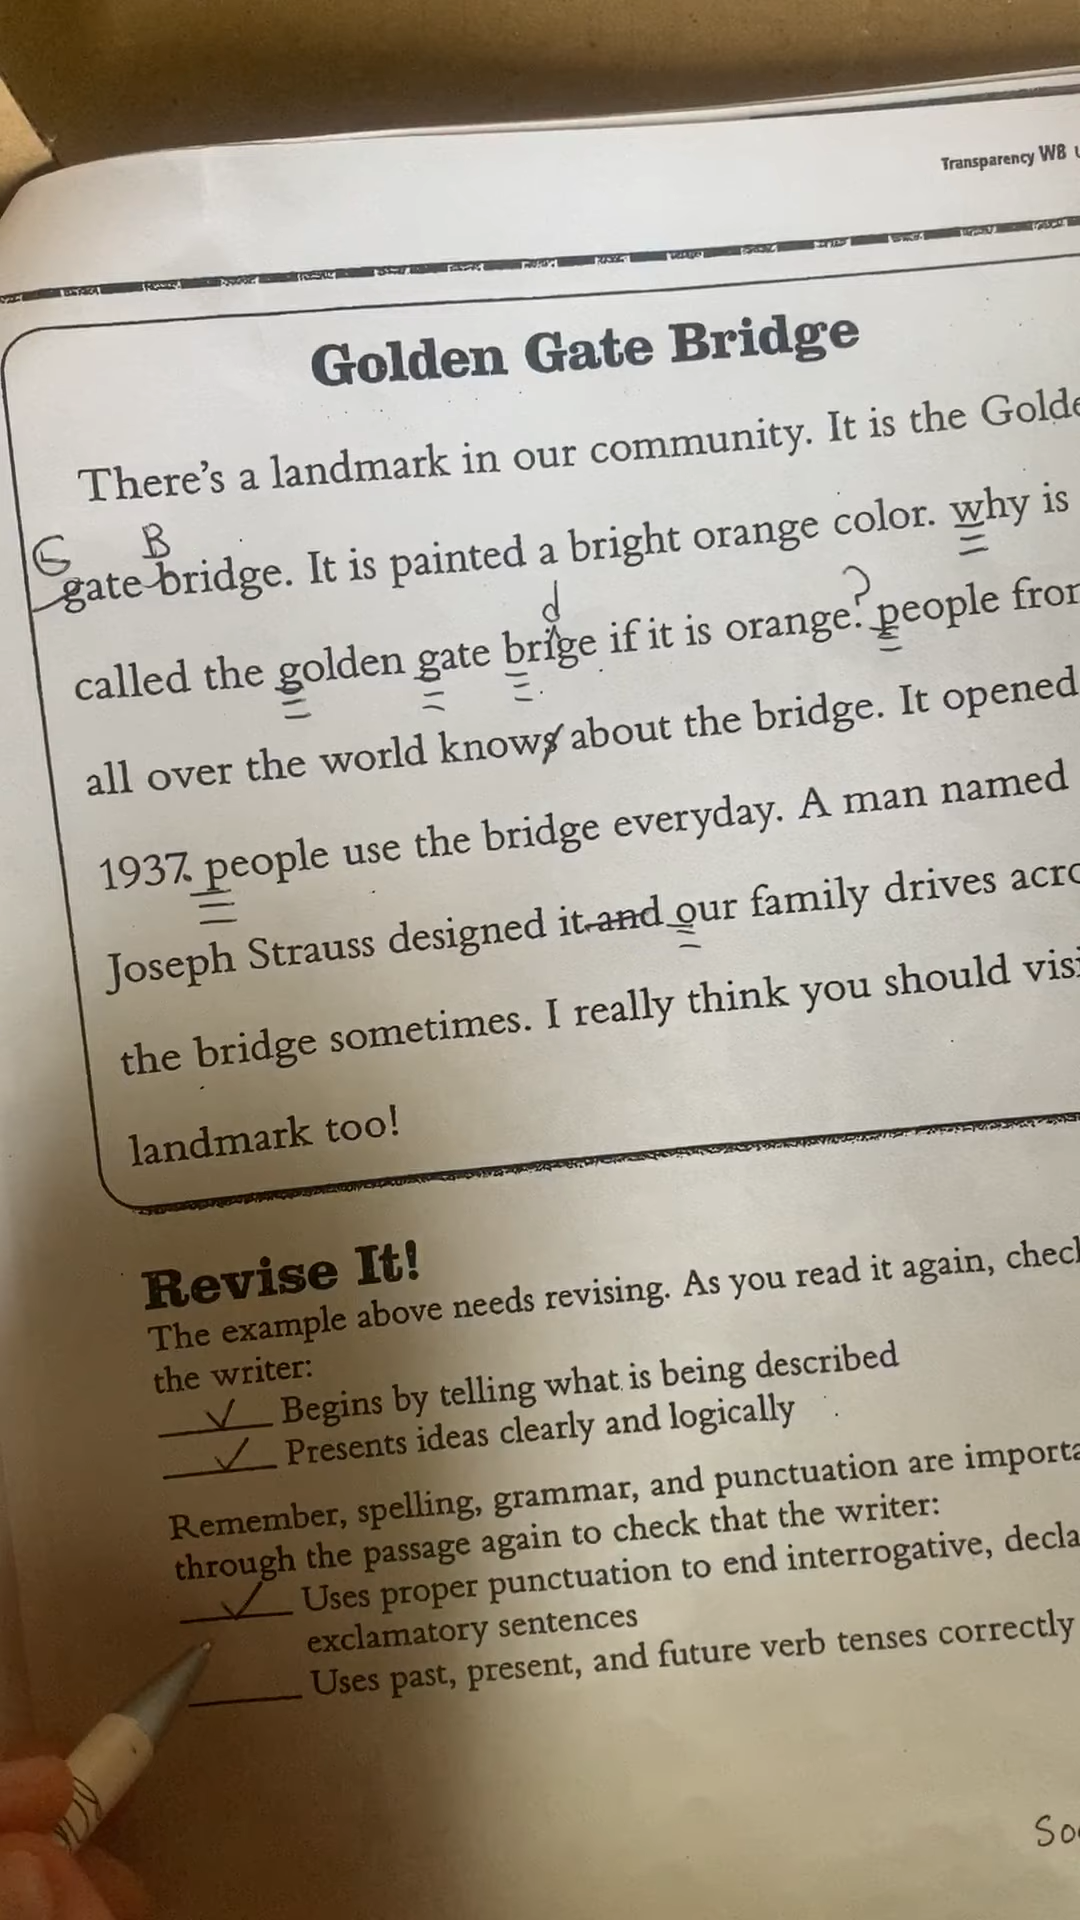 Transparency W8
Golden Gate Bridge
There's a landmark in our community. It is the Golde
G B
gate bridge. It is painted a bright orange color. why is
d ?
called the golden gate brige if it is orange. people from
all over the world knows about the bridge. It opened
1937. people use the bridge everyday. A man named
Joseph Strauss designed it and our family drives acro
the bridge sometimes. I really think you should visi
landmark too!
Revise It!
The example above needs revising. As you read it again, check
the writer:
✓ Begins by telling what is being described
✓ Presents ideas clearly and logically
Remember, spelling, grammar, and punctuation are importa
through the passage again to check that the writer:
✓ Uses proper punctuation to end interrogative, decla
exclamatory sentences
Uses past, present, and future verb tenses correctly